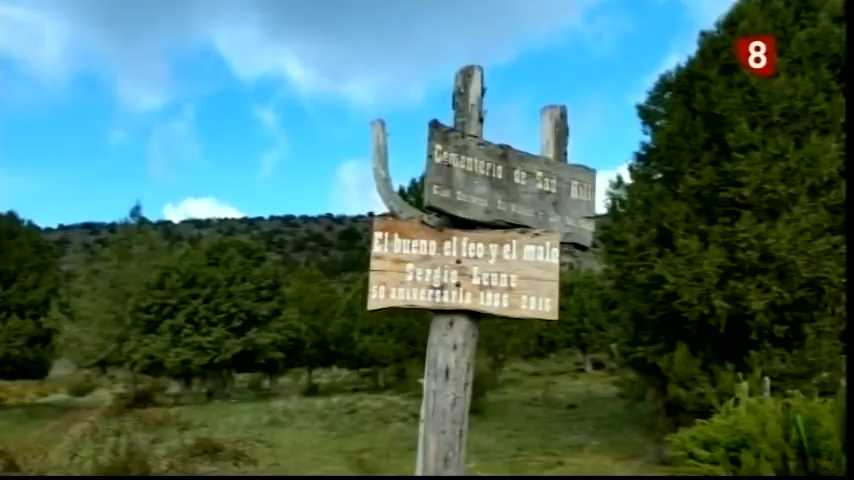 8
Cementerio de Sad Hill
El bueno el feo y el malo
Sergio Leone
50 aniversario 1966 2016